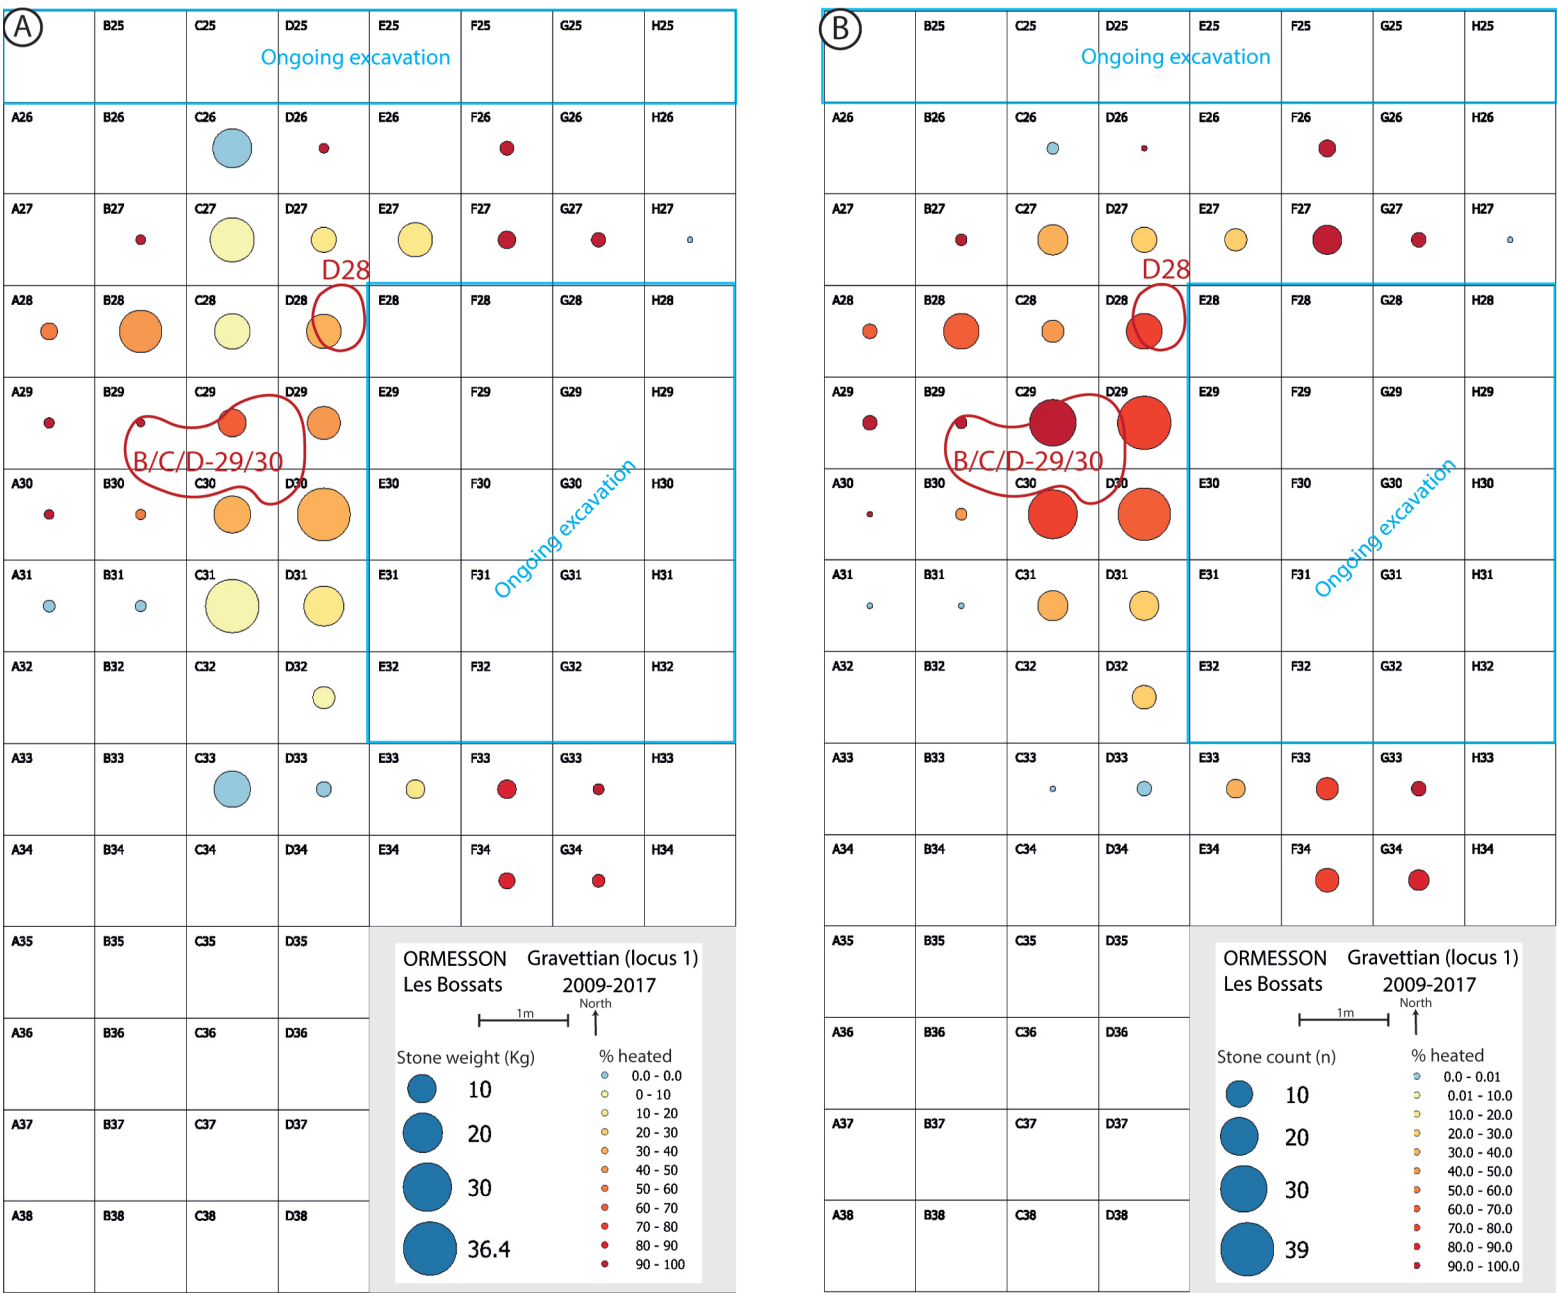 A
B25 C25 D25 E25 F25 G25 H25
Ongoing excavation
A26 B26 C26 D26 E26 F26 G26 H26
A27 B27 C27 D27 E27 F27 G27 H27
D28
A28 B28 C28 D28 E28 F28 G28 H28
A29 B29 C29 D29 E29 F29 G29 H29
B/C/D-29/30
A30 B30 C30 D30 E30 F30 G30 H30
Ongoing excavation
A31 B31 C31 D31 E31 F31 G31 H31
A32 B32 C32 D32 E32 F32 G32 H32
A33 B33 C33 D33 E33 F33 G33 H33
A34 B34 C34 D34 E34 F34 G34 H34
A35 B35 C35 D35
A36 B36 C36 D36
A37 B37 C37 D37
A38 B38 C38 D38
ORMESSON Gravettian (locus 1)
Les Bossats 2009-2017
North
1m
Stone weight (Kg)
10
20
30
36.4
% heated
0.0 - 0.0
0 - 10
10 - 20
20 - 30
30 - 40
40 - 50
50 - 60
60 - 70
70 - 80
80 - 90
90 - 100
B
B25 C25 D25 E25 F25 G25 H25
Ongoing excavation
A26 B26 C26 D26 E26 F26 G26 H26
A27 B27 C27 D27 E27 F27 G27 H27
D28
A28 B28 C28 D28 E28 F28 G28 H28
A29 B29 C29 D29 E29 F29 G29 H29
B/C/D-29/30
A30 B30 C30 D30 E30 F30 G30 H30
Ongoing excavation
A31 B31 C31 D31 E31 F31 G31 H31
A32 B32 C32 D32 E32 F32 G32 H32
A33 B33 C33 D33 E33 F33 G33 H33
A34 B34 C34 D34 E34 F34 G34 H34
A35 B35 C35 D35
A36 B36 C36 D36
A37 B37 C37 D37
A38 B38 C38 D38
ORMESSON Gravettian (locus 1)
Les Bossats 2009-2017
North
1m
Stone count (n)
10
20
30
39
% heated
0.0 - 0.01
0.01 - 10.0
10.0 - 20.0
20.0 - 30.0
30.0 - 40.0
40.0 - 50.0
50.0 - 60.0
60.0 - 70.0
70.0 - 80.0
80.0 - 90.0
90.0 - 100.0